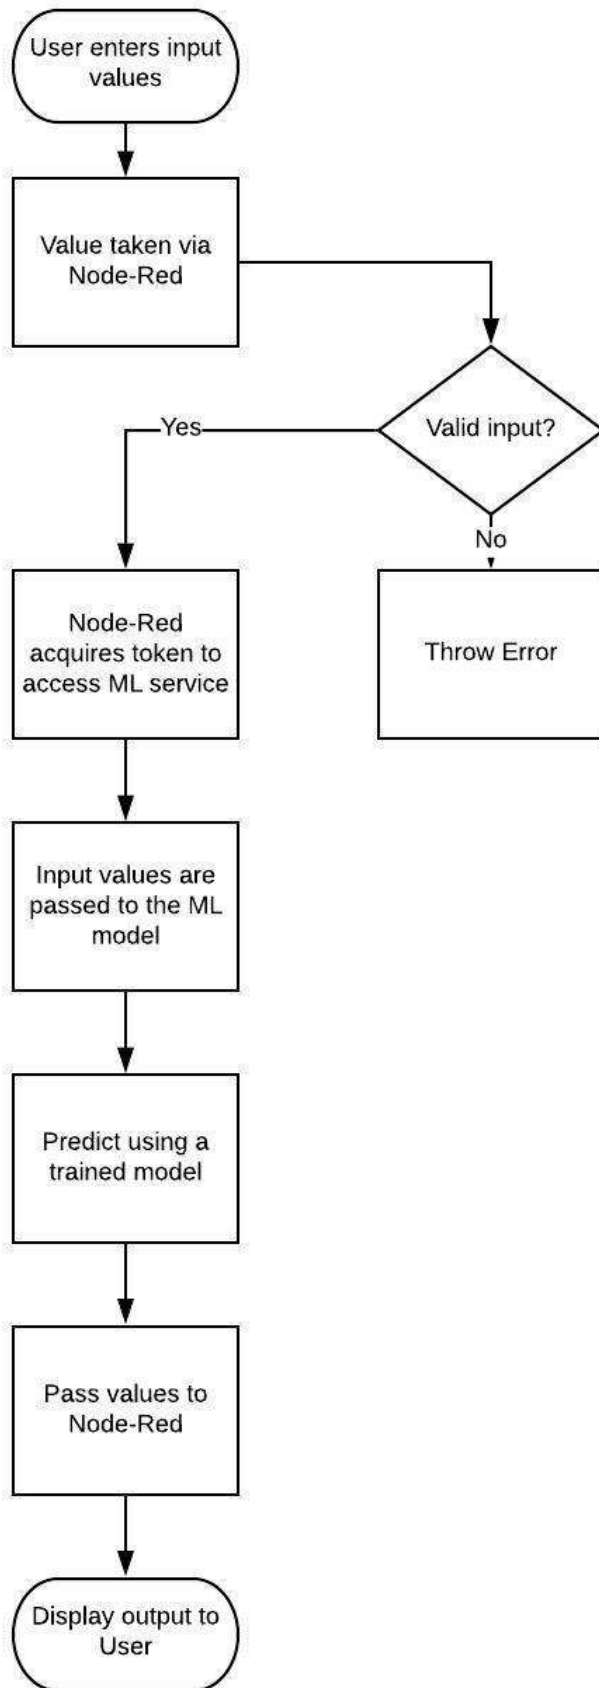 User enters input
values
Value taken via
Node-Red
Valid input?
Yes
No
Node-Red
acquires token to
access ML service
Throw Error
Input values are
passed to the ML
model
Predict using a
trained model
Pass values to
Node-Red
Display output to
User